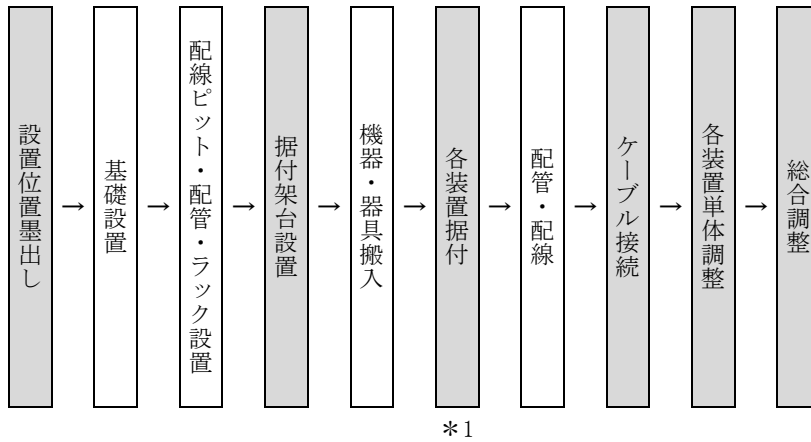 設置位置墨出し
→
基礎設置
→
配線ピット・配管・ラック設置
→
据付架台設置
→
機器・器具搬入
→
各装置据付
→
配管・配線
→
ケーブル接続
→
各装置単体調整
→
総合調整
＊1